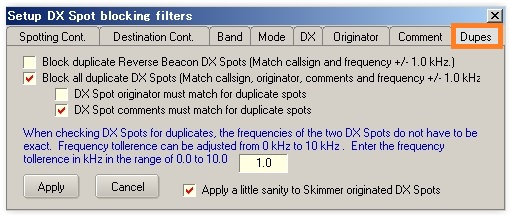 Setup DX Spot blocking filters
Spotting Cont. Destination Cont. Band Mode DX Originator Comment Dupes
Block duplicate Reverse Beacon DX Spots (Match callsign and frequency +/- 1.0 kHz.)
Block all duplicate DX Spots (Match callsign, originator, comments and frequency +/- 1.0 kHz
DX Spot originator must match for duplicate spots
DX Spot comments must match for duplicate spots
When checking DX Spots for duplicates, the frequencies of the two DX Spots do not have to be
exact. Frequency tollerence can be adjusted from 0 kHz to 10 kHz . Enter the frequency
tollerence in kHz in the range of 0.0 to 10.0 1.0
Apply Cancel Apply a little sanity to Skimmer originated DX Spots